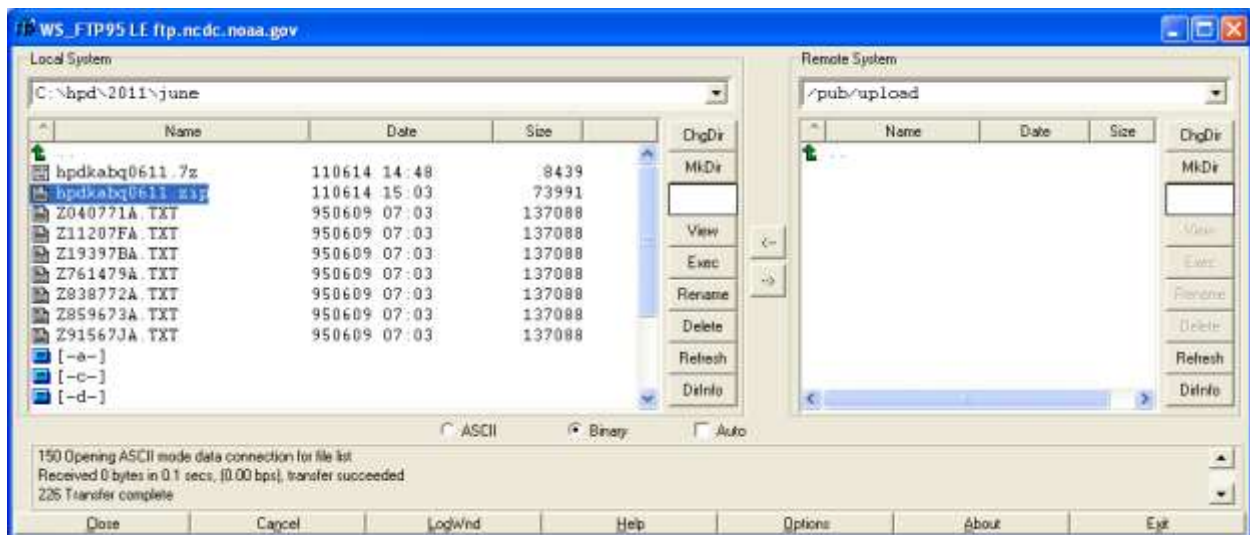 WS_FTP95 LE ftp.ncdc.noaa.gov
Local System
Remote System
C:\hpd\2011\june
/pub/upload
^ Name Date Size ChgDir
^ Name Date Size ChgDir
..
..
MkDir
MkDir
hpdkabq0611.7z 110614 14:48 8439
hpdkabq0611.zip 110614 15:03 73991
Z040771A.TXT 950609 07:03 137088
Z11207FA.TXT 950609 07:03 137088
Z19397BA.TXT 950609 07:03 137088
Z761479A.TXT 950609 07:03 137088
Z838772A.TXT 950609 07:03 137088
Z859673A.TXT 950609 07:03 137088
Z91567JA.TXT 950609 07:03 137088
[-a-]
[-c-]
[-d-]
View
Exec
Rename
Delete
Refresh
DirInfo
<-
-->
View
Exec
Rename
Delete
Refresh
DirInfo
ASCII Binary Auto
150 Opening ASCII mode data connection for file list
Received 0 bytes in 0.1 secs, (0.00 bps), transfer succeeded
226 Transfer complete
Close Cancel LogWnd Help Options About Exit